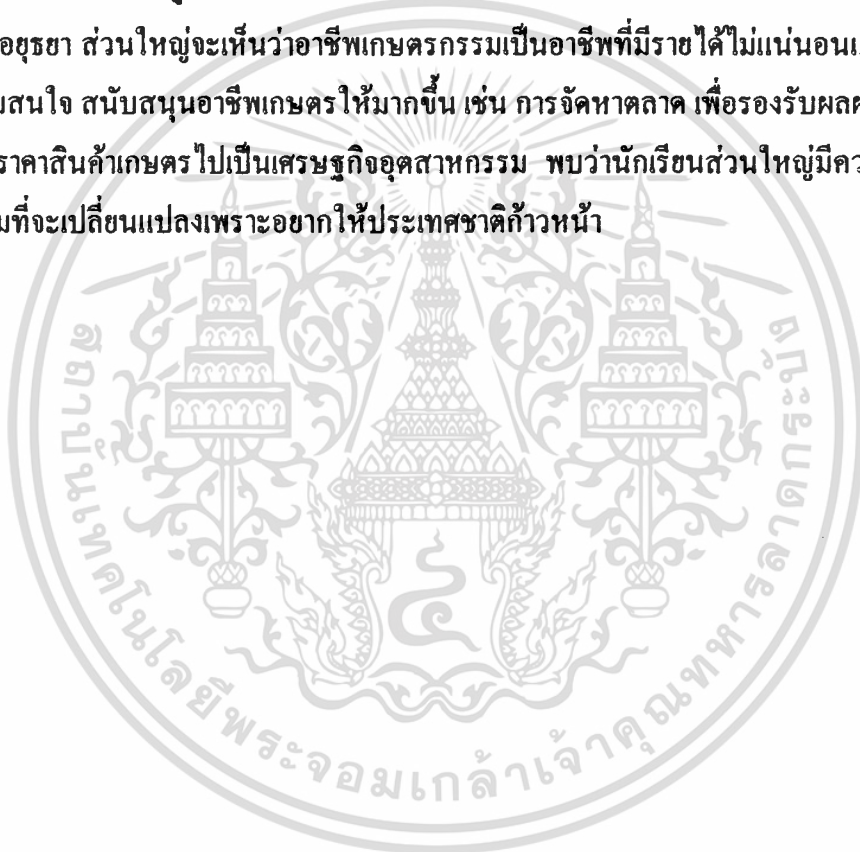 อยุธยา ส่วนใหญ่จะเห็นว่าอาชีพเกษตรกรรมเป็นอาชีพที่มีรายได้ไม่แน่นอน
สนใจ สนับสนุนอาชีพเกษตรให้มากขึ้น เช่น การจัดหาตลาด เพื่อรองรับผลผ
ราคาสินค้าเกษตรไปเป็นเศรษฐกิจอุตสาหกรรม พบว่านักเรียนส่วนใหญ่มีคว
มที่จะเปลี่ยนแปลงเพราะอยากให้ประเทศชาติก้าวหน้า
สถาบันเทคโนโลยีพระจอมเกล้าเจ้าคุณทหารลาดกระบัง